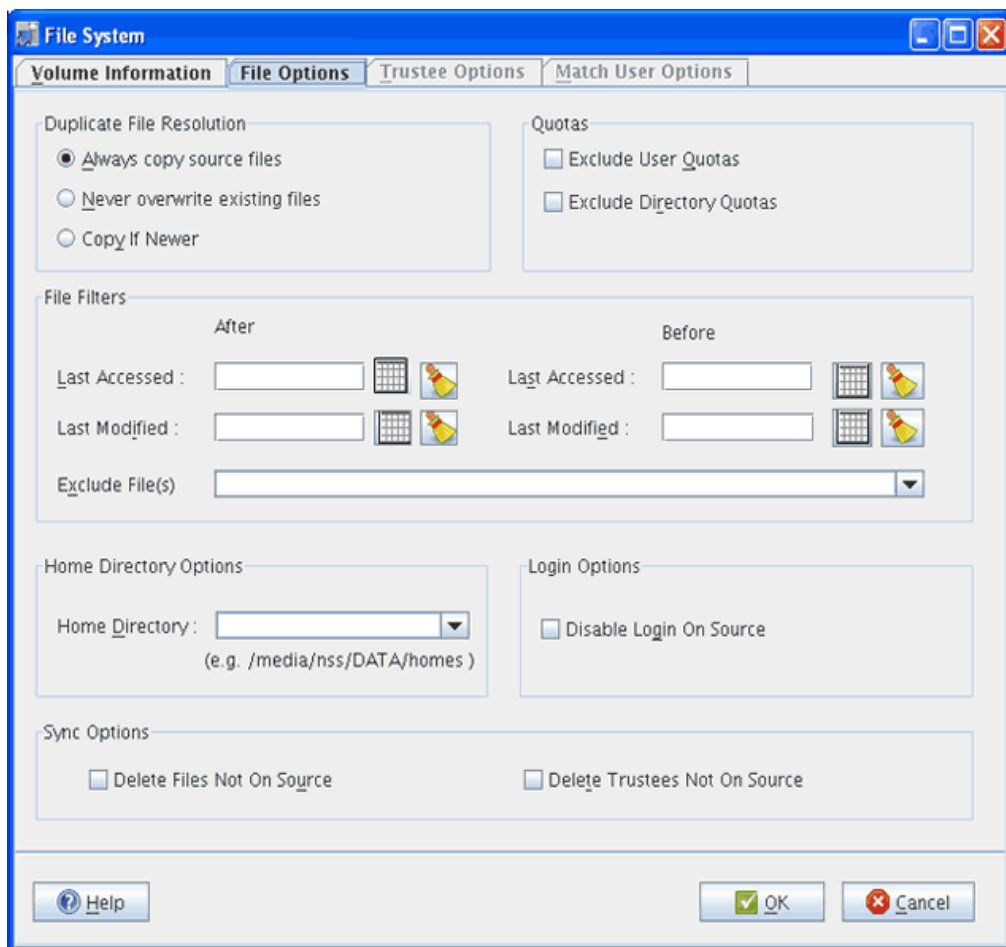 File System
Volume Information File Options Trustee Options Match User Options
Duplicate File Resolution
Always copy source files
Never overwrite existing files
Copy If Newer
Quotas
Exclude User Quotas
Exclude Directory Quotas
File Filters
After
Before
Last Accessed :
Last Accessed :
Last Modified :
Last Modified :
Exclude File(s)
Home Directory Options
Home Directory :
(e.g. /media/nss/DATA/homes )
Login Options
Disable Login On Source
Sync Options
Delete Files Not On Source
Delete Trustees Not On Source
Help
OK
Cancel